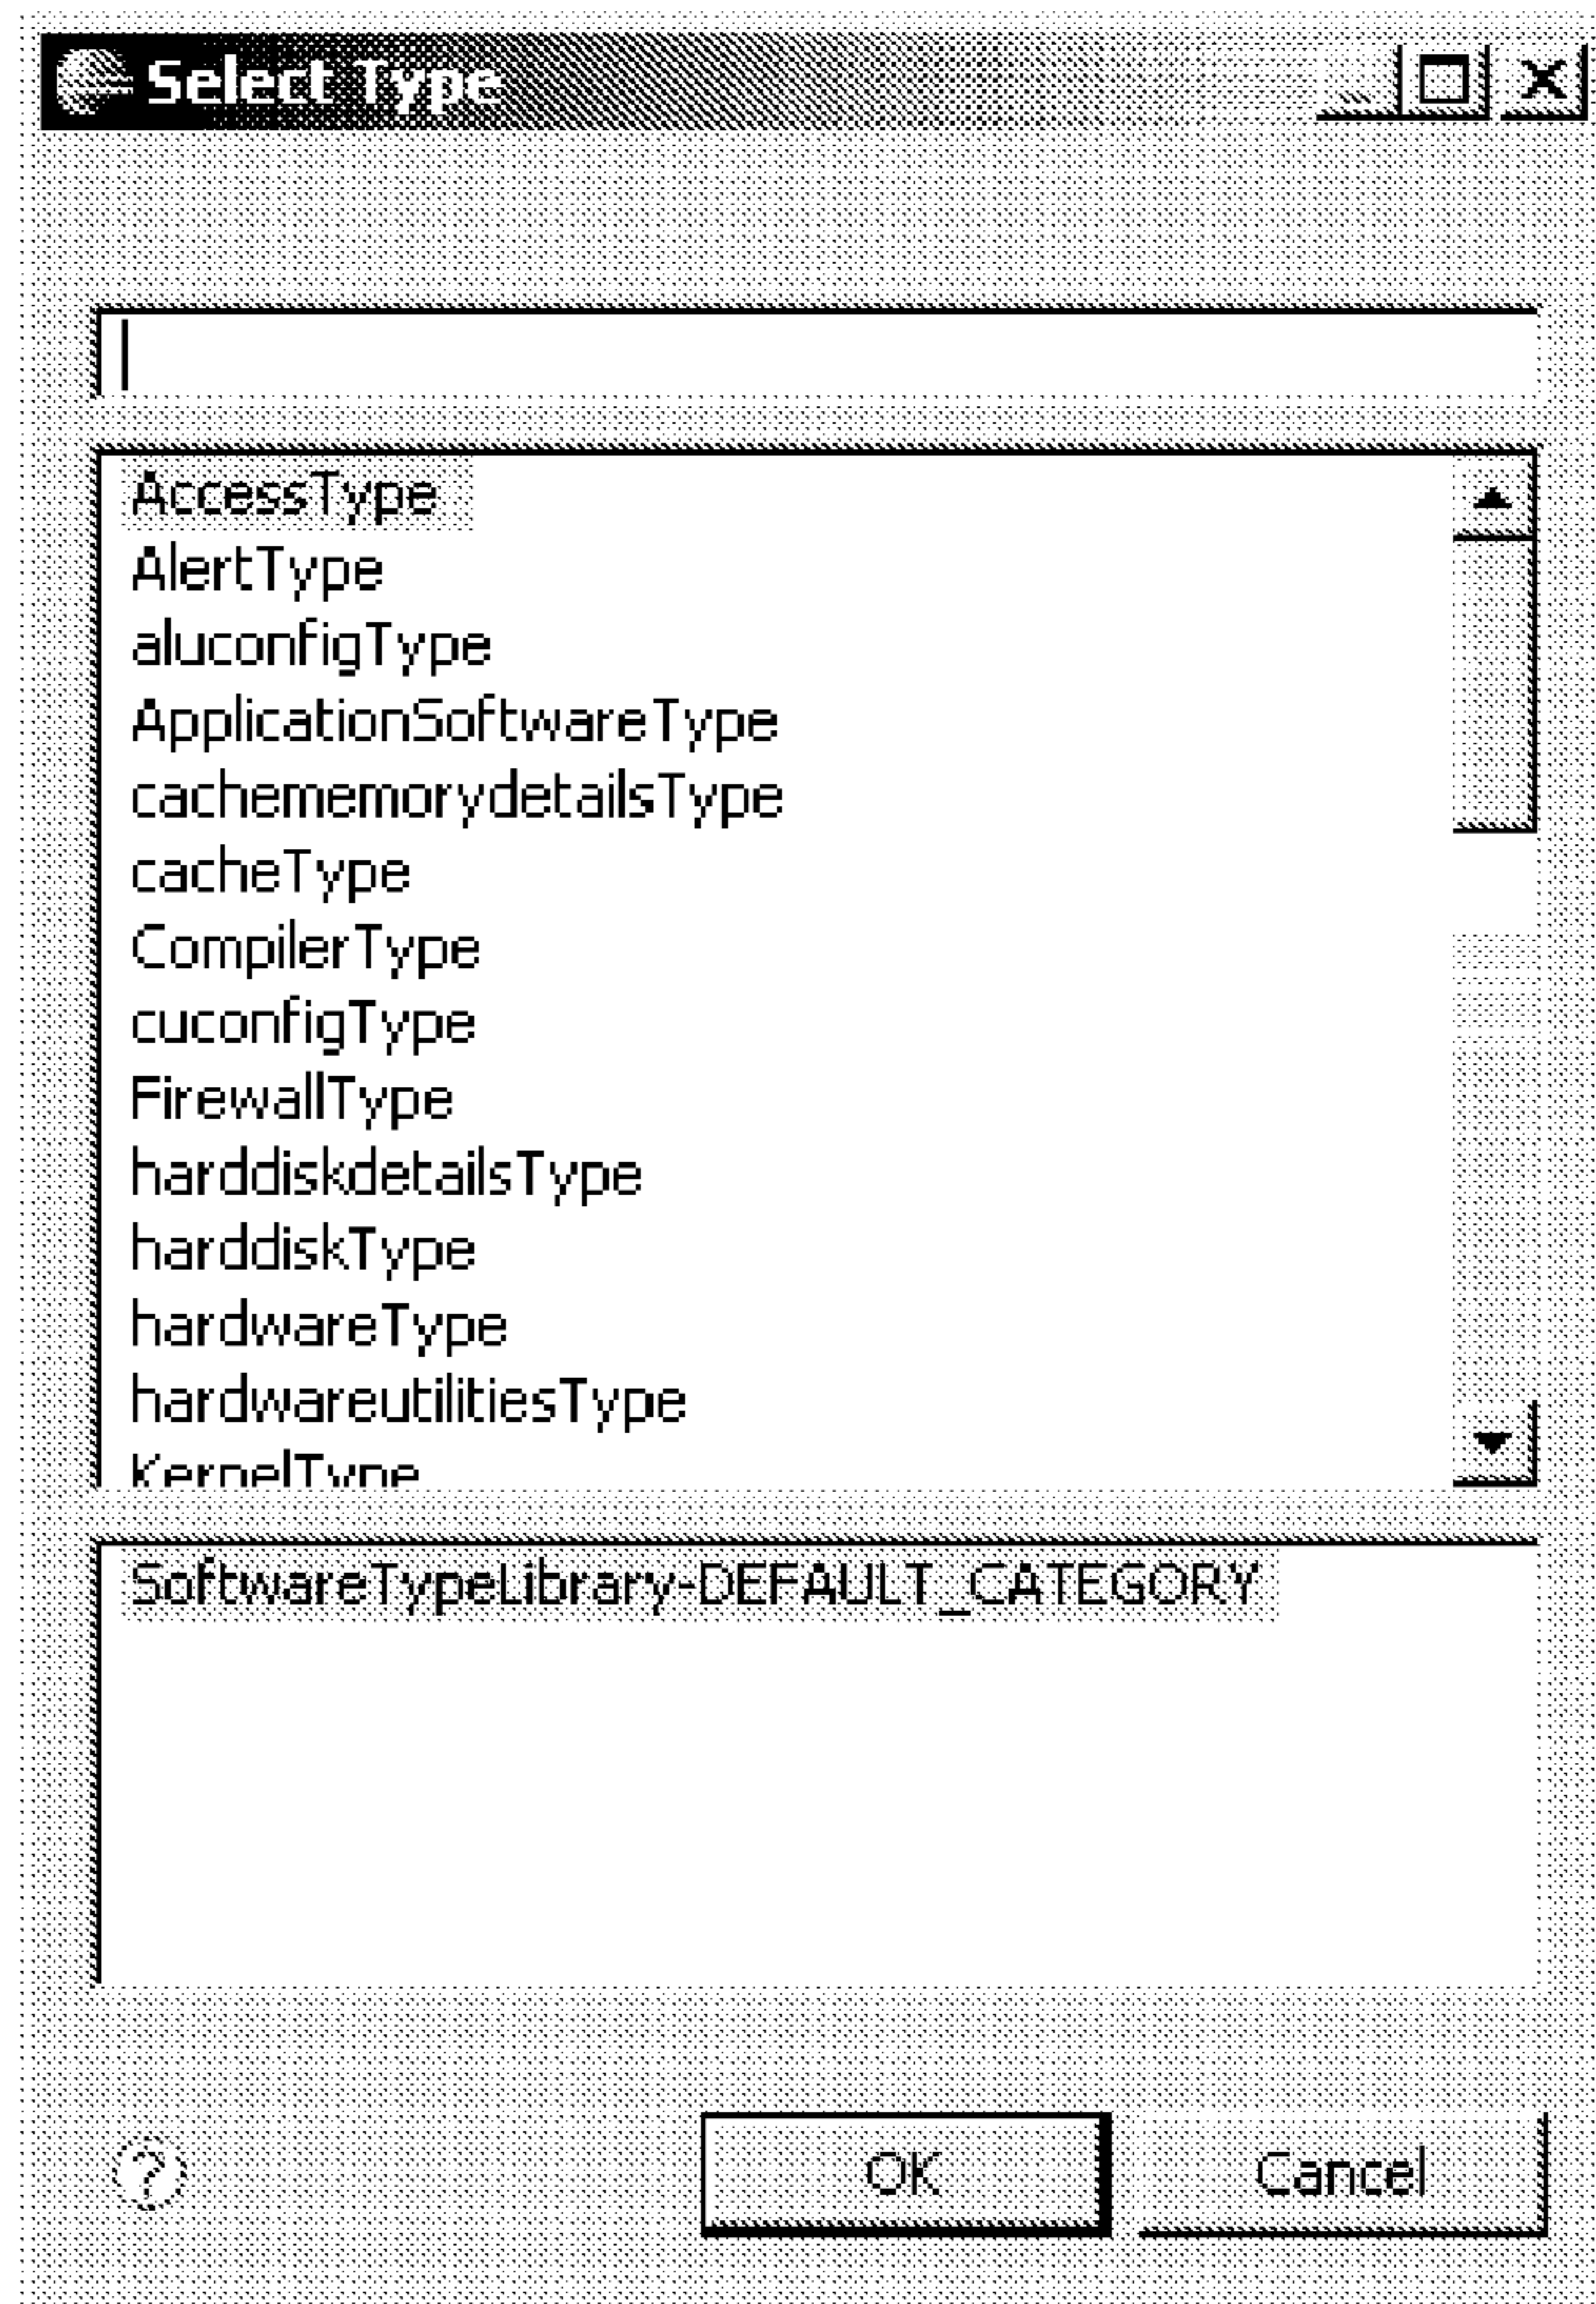 Select Type
AccessType
AlertType
aluconfigType
ApplicationSoftwareType
cachememorydetailsType
cacheType
CompilerType
cuconfigType
FirewallType
harddiskdetailsType
harddiskType
hardwareType
hardwareutilitiesType
KernelType
SoftwareTypeLibrary-DEFAULT_CATEGORY
?
OK
Cancel